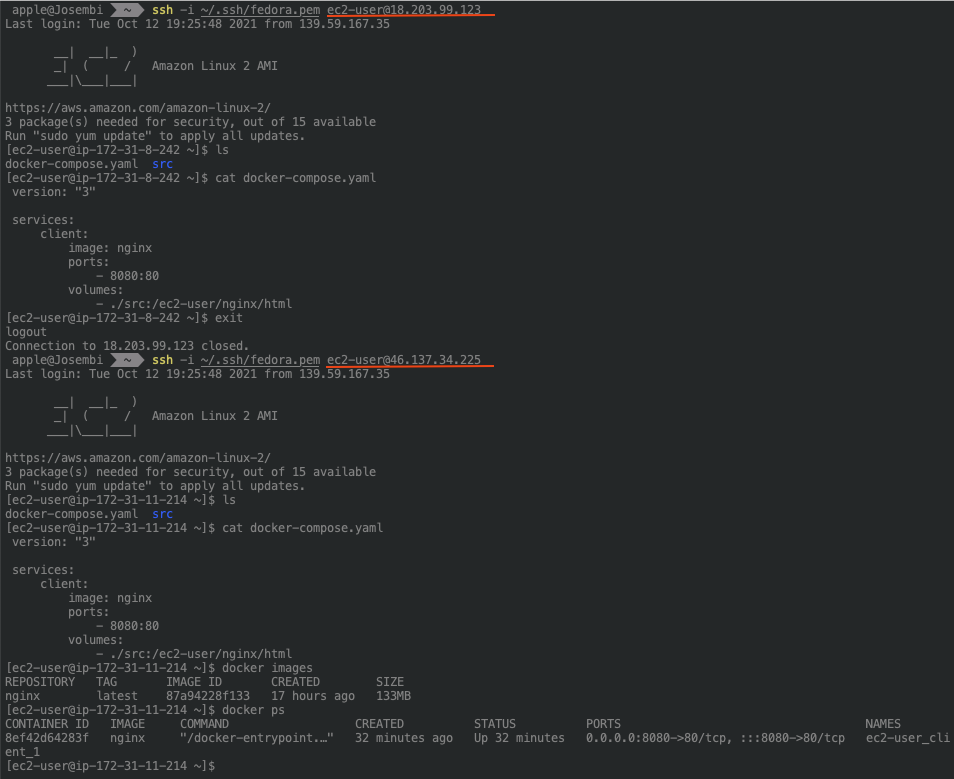 apple@Josembi ~ ssh -i ~/.ssh/fedora.pem ec2-user@18.203.99.123
Last login: Tue Oct 12 19:25:48 2021 from 139.59.167.35

       __|  __|_  )
       _|  (     /   Amazon Linux 2 AMI
      ___|\___|___|

https://aws.amazon.com/amazon-linux-2/
3 package(s) needed for security, out of 15 available
Run "sudo yum update" to apply all updates.
[ec2-user@ip-172-31-8-242 ~]$ ls
docker-compose.yaml  src
[ec2-user@ip-172-31-8-242 ~]$ cat docker-compose.yaml
 version: "3"

 services:
     client:
         image: nginx
         ports:
             - 8080:80
         volumes:
             - ./src:/ec2-user/nginx/html
[ec2-user@ip-172-31-8-242 ~]$ exit
logout
Connection to 18.203.99.123 closed.
apple@Josembi ~ ssh -i ~/.ssh/fedora.pem ec2-user@46.137.34.225
Last login: Tue Oct 12 19:25:48 2021 from 139.59.167.35

       __|  __|_  )
       _|  (     /   Amazon Linux 2 AMI
      ___|\___|___|

https://aws.amazon.com/amazon-linux-2/
3 package(s) needed for security, out of 15 available
Run "sudo yum update" to apply all updates.
[ec2-user@ip-172-31-11-214 ~]$ ls
docker-compose.yaml  src
[ec2-user@ip-172-31-11-214 ~]$ cat docker-compose.yaml
 version: "3"

 services:
     client:
         image: nginx
         ports:
             - 8080:80
         volumes:
             - ./src:/ec2-user/nginx/html
[ec2-user@ip-172-31-11-214 ~]$ docker images
REPOSITORY   TAG       IMAGE ID       CREATED        SIZE
nginx        latest    87a94228f133   17 hours ago   133MB
[ec2-user@ip-172-31-11-214 ~]$ docker ps
CONTAINER ID   IMAGE     COMMAND                  CREATED          STATUS          PORTS                                   NAMES
8ef42d64283f   nginx     "/docker-entrypoint.…"   32 minutes ago   Up 32 minutes   0.0.0.0:8080->80/tcp, :::8080->80/tcp   ec2-user_cli
ent_1
[ec2-user@ip-172-31-11-214 ~]$